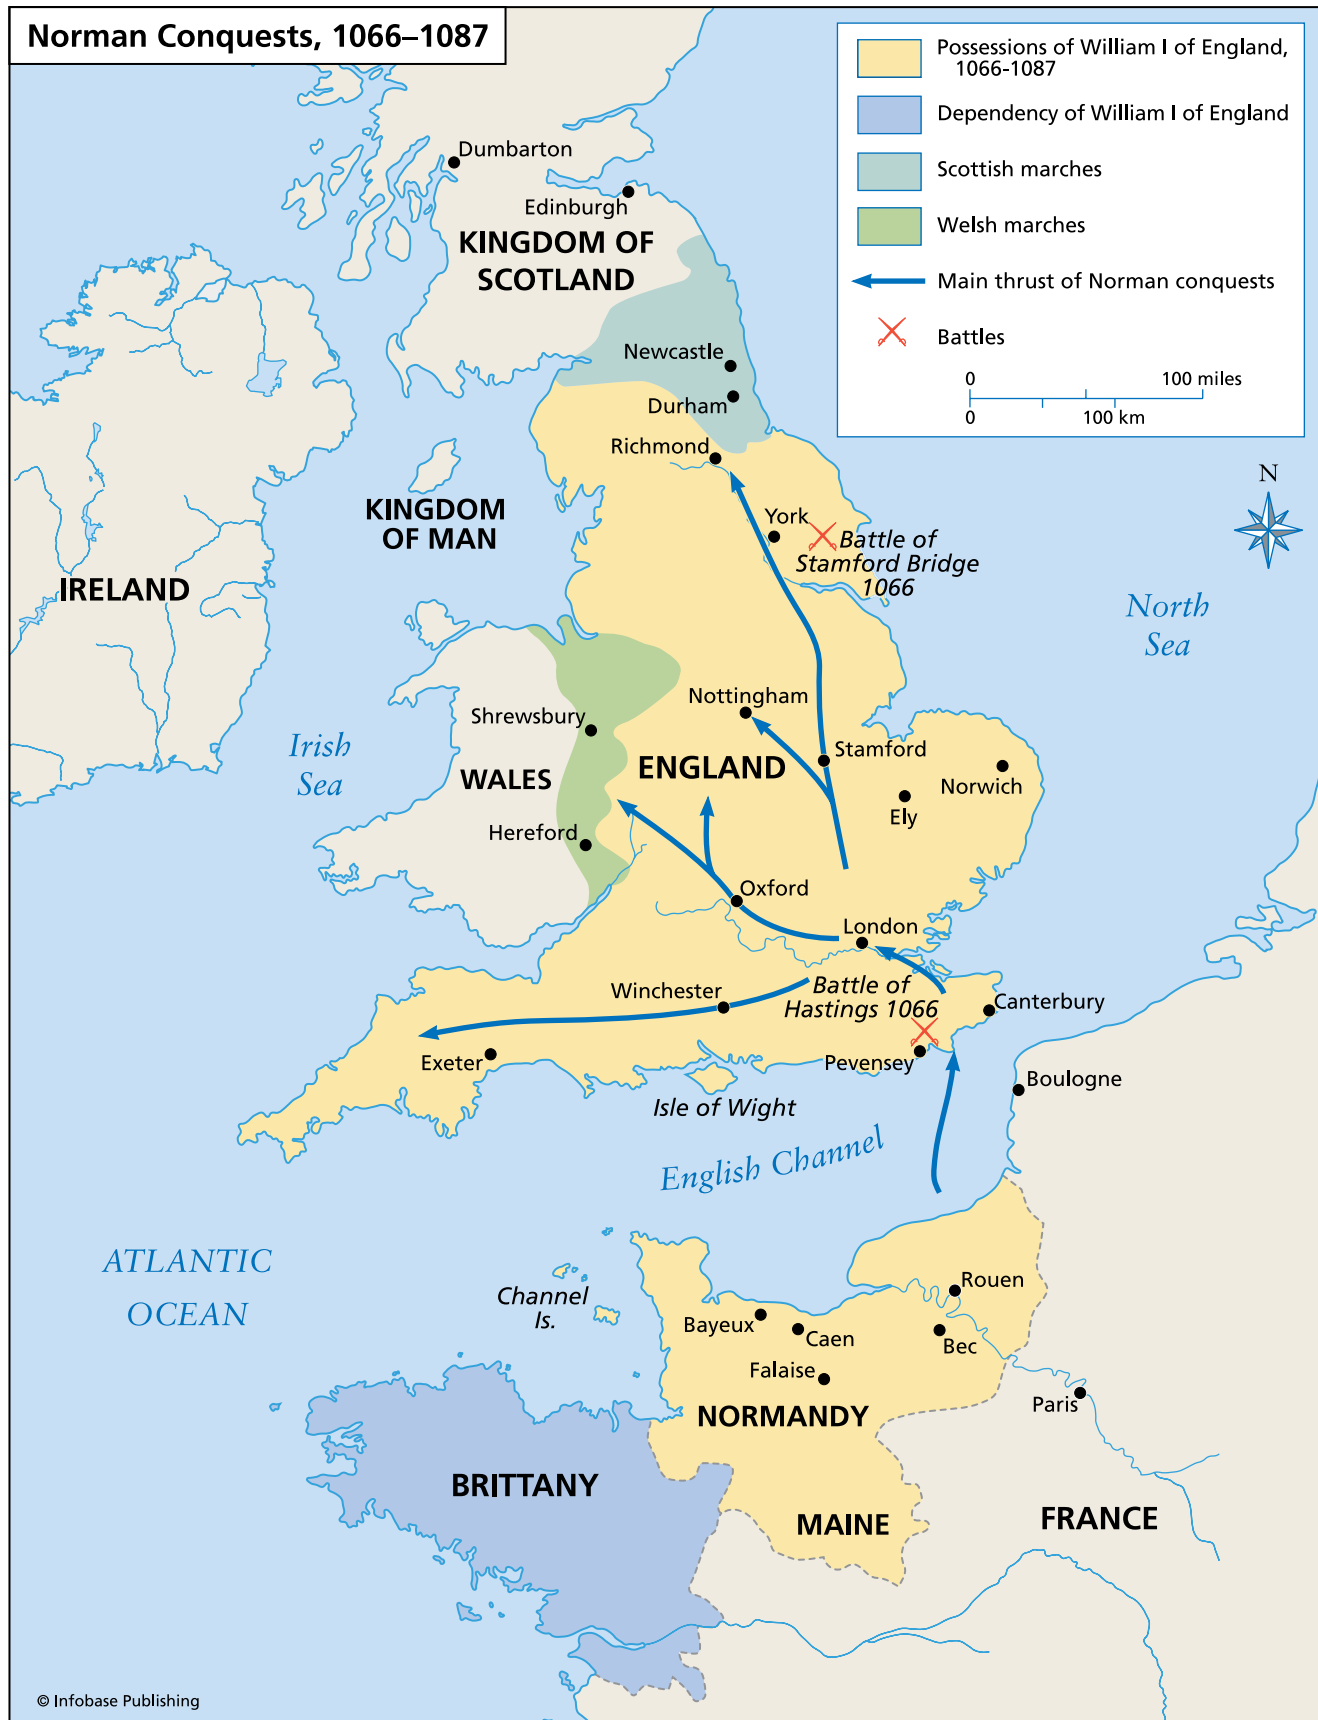 Norman Conquests, 1066–1087
Possessions of William I of England,
1066-1087
Dependency of William I of England
Scottish marches
Welsh marches
Main thrust of Norman conquests
Battles
0 100 miles
0 100 km
N
Dumbarton
Edinburgh
KINGDOM OF
SCOTLAND
Newcastle
Durham
Richmond
KINGDOM
OF MAN
York
Battle of
Stamford Bridge
1066
IRELAND
North
Sea
Nottingham
Shrewsbury
Stamford
Irish
Sea
WALES
ENGLAND
Norwich
Ely
Hereford
Oxford
London
Winchester
Battle of
Hastings 1066
Canterbury
Exeter
Pevensey
Boulogne
Isle of Wight
English Channel
ATLANTIC
OCEAN
Channel
Is.
Rouen
Bayeux
Caen
Bec
Falaise
Paris
NORMANDY
BRITTANY
MAINE
FRANCE
© Infobase Publishing